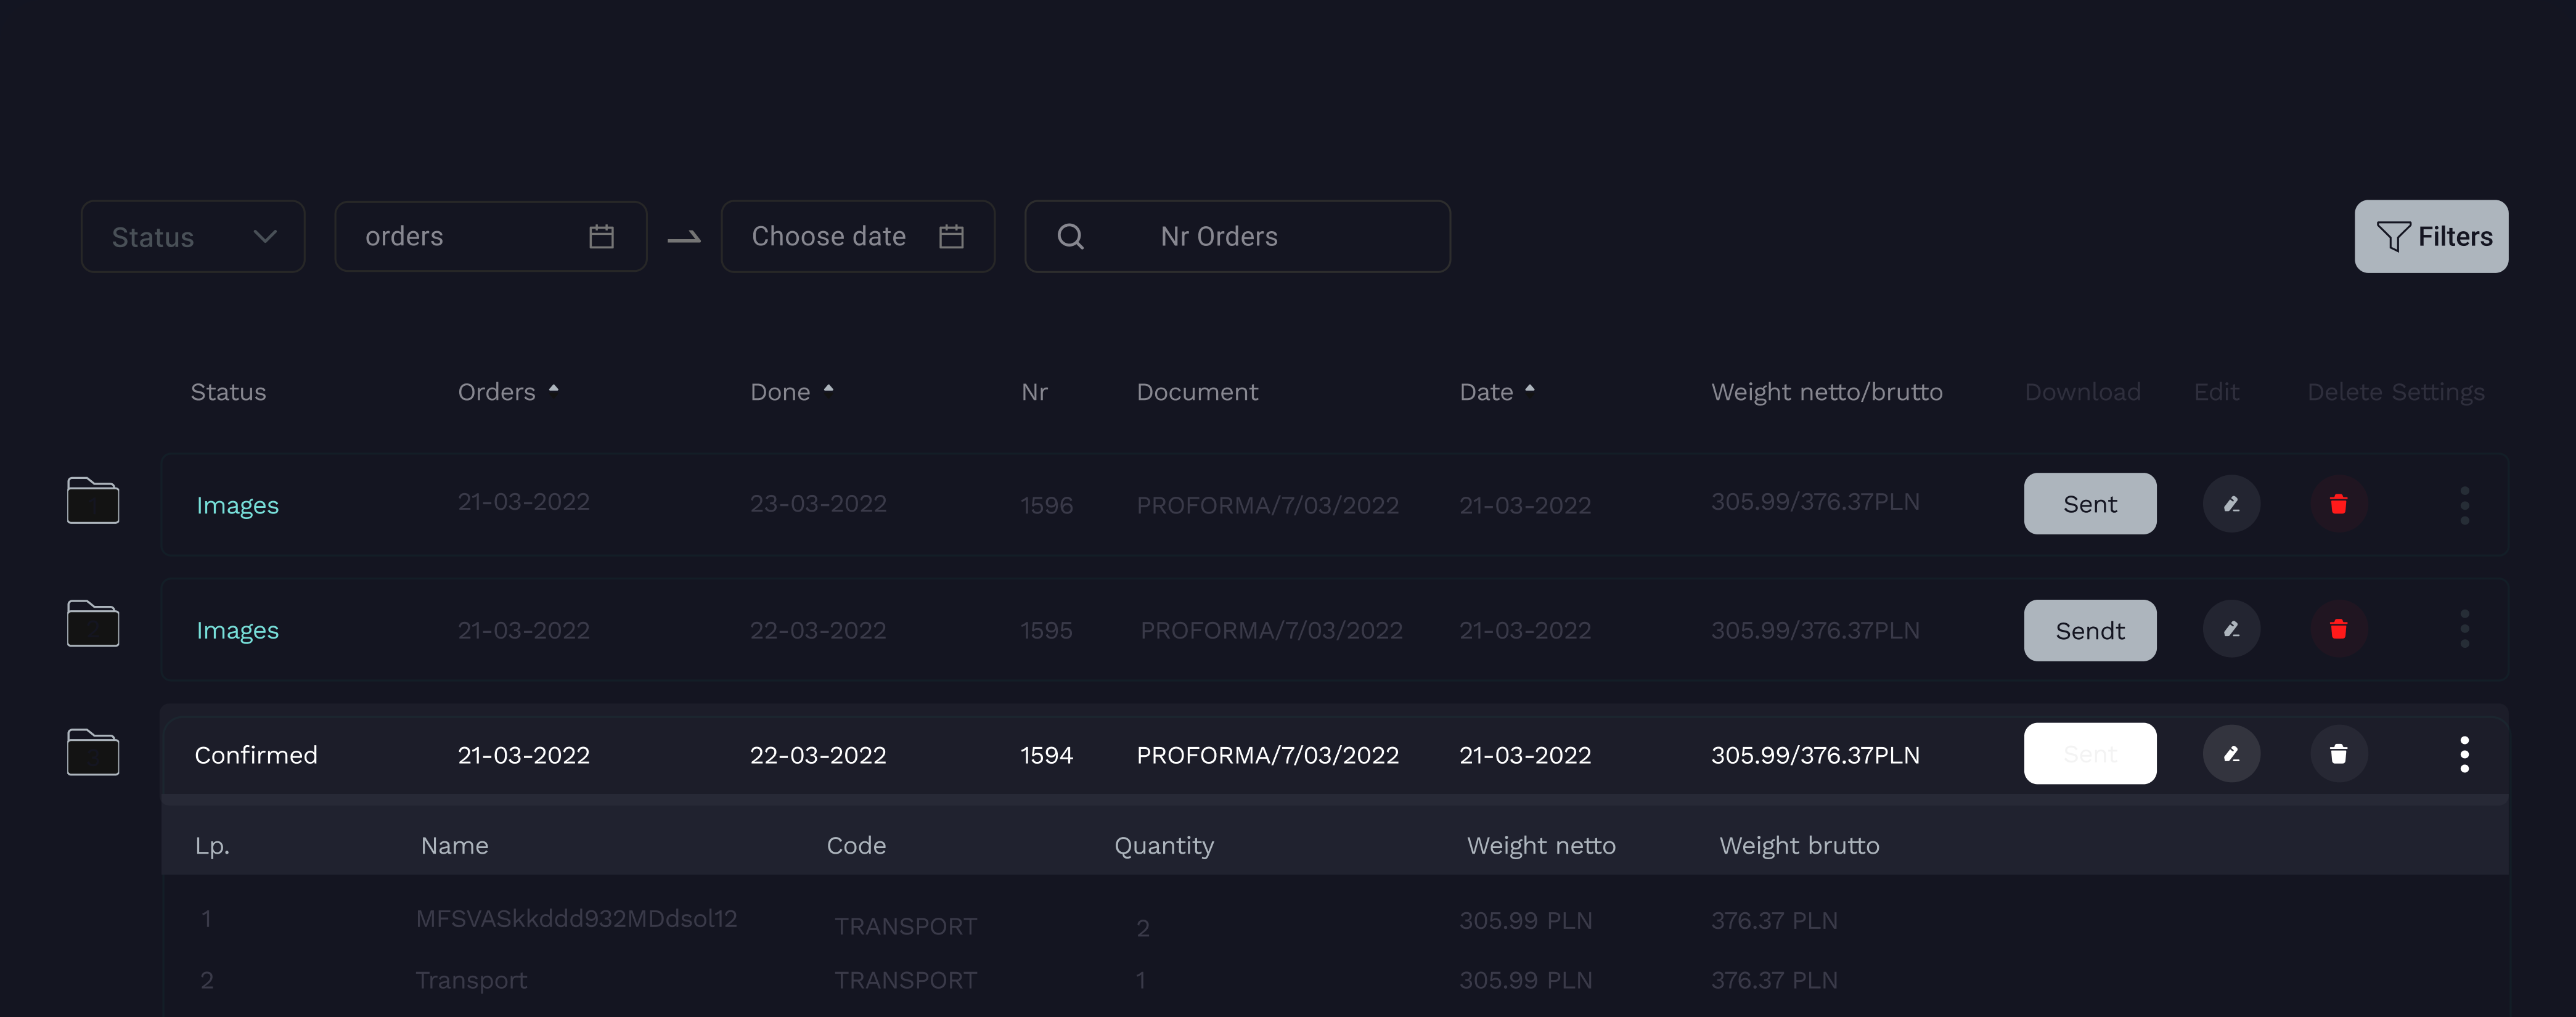 Status orders Choose date Nr Orders Filters
Status Orders Done Nr Document Date Weight netto/brutto Download Edit Delete Settings
1 Images 21-03-2022 23-03-2022 1596 PROFORMA/7/03/2022 21-03-2022 305.99/376.37PLN Sent
Images 21-03-2022 22-03-2022 1595 PROFORMA/7/03/2022 21-03-2022 305.99/376.37PLN Sendt
Confirmed 21-03-2022 22-03-2022 1594 PROFORMA/7/03/2022 21-03-2022 305.99/376.37PLN Sent
Lp. Name Code Quantity Weight netto Weight brutto
1 MFSVASkkddd932MDdsol12 TRANSPORT 2 305.99 PLN 376.37 PLN
2 Transport TRANSPORT 1 305.99 PLN 376.37 PLN